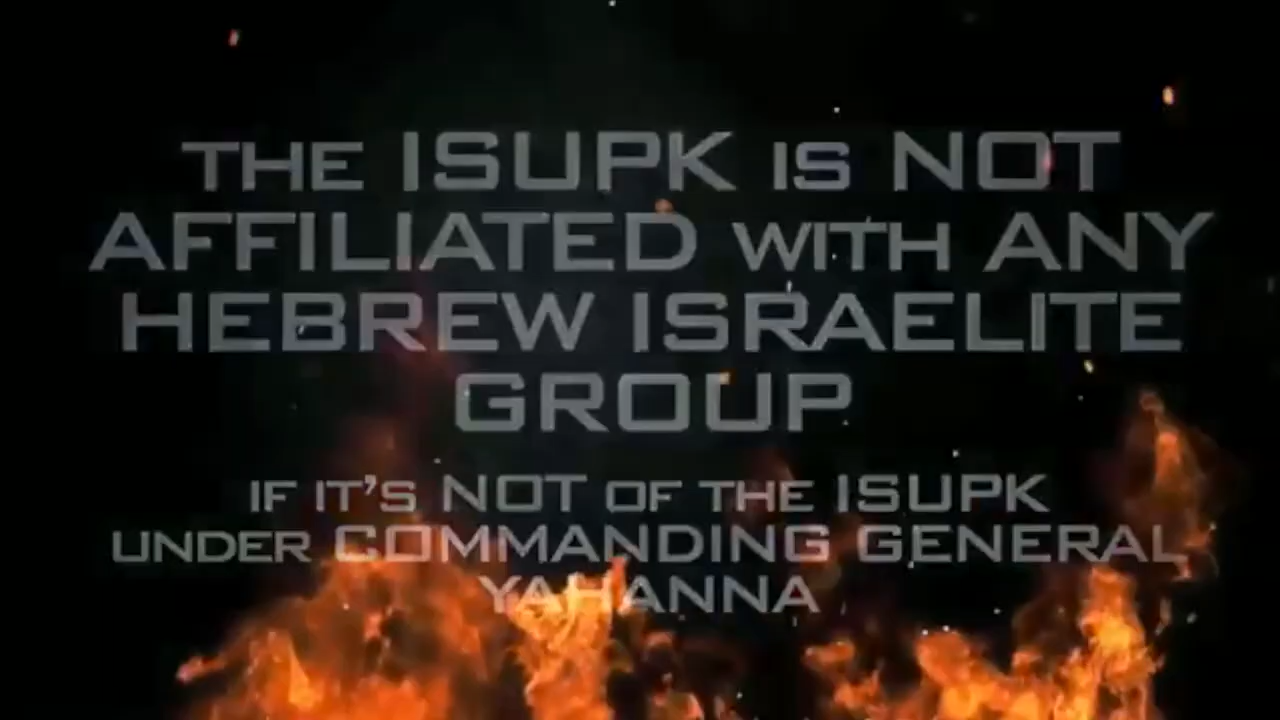 THE ISUPK IS NOT
AFFILIATED WITH ANY
HEBREW ISRAELITE
GROUP
IF IT'S NOT OF THE ISUPK
UNDER COMMANDING GENERAL
YAHANNA